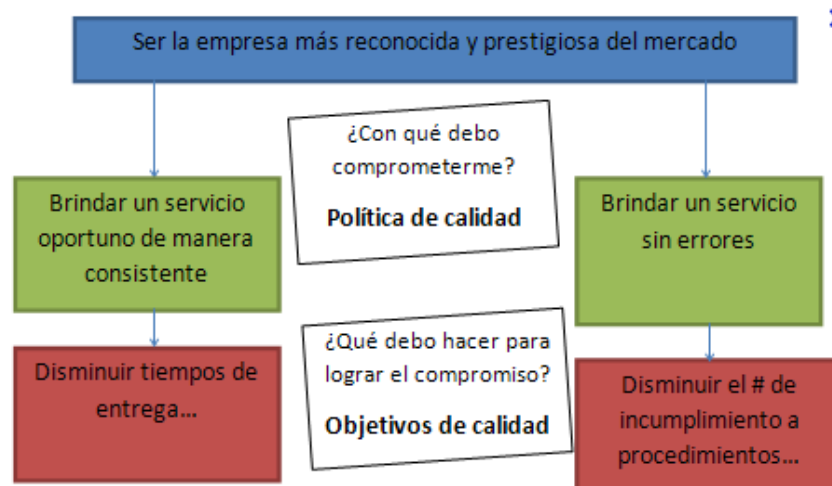 Ser la empresa más reconocida y prestigiosa del mercado
¿Con qué debo
comprometerme?
Política de calidad
Brindar un servicio
oportuno de manera
consistente
Brindar un servicio
sin errores
¿Qué debo hacer para
lograr el compromiso?
Objetivos de calidad
Disminuir tiempos de
entrega...
Disminuir el # de
incumplimiento a
procedimientos...